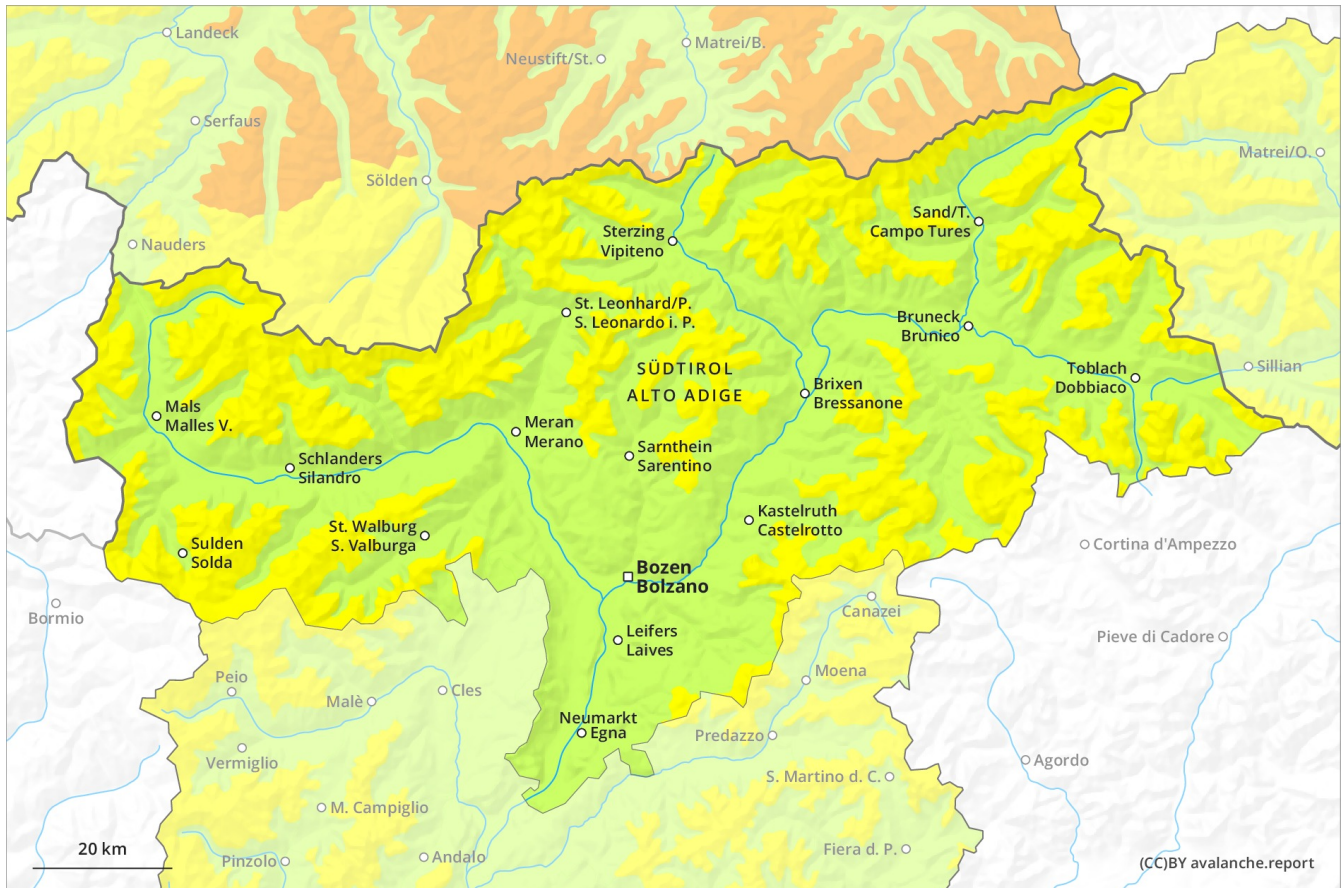 Landeck
Matrei/B.
Neustift/St.
Serfaus
Matrei/O.
Sölden
Nauders
Sand/T.
Campo Tures
Sterzing
Vipiteno
St. Leonhard/P.
S. Leonardo i. P.
Bruneck
Brunico
SÜDTIROL
ALTO ADIGE
Toblach
Dobbiaco
Sillian
Brixen
Bressanone
Mals
Malles V.
Meran
Merano
Sarnthein
Sarentino
Schlanders
Silandro
Kastelruth
Castelrotto
St. Walburg
S. Valburga
Sulden
Solda
Cortina d'Ampezzo
Bozen
Bolzano
Bormio
Canazei
Leifers
Laives
Pieve di Cadore
Peio
Moena
Malè
Cles
Neumarkt
Egna
Predazzo
Vermiglio
Agordo
S. Martino d. C.
M. Campiglio
20 km
Pinzolo
Andalo
Fiera d. P.
(CC)BY avalanche.report